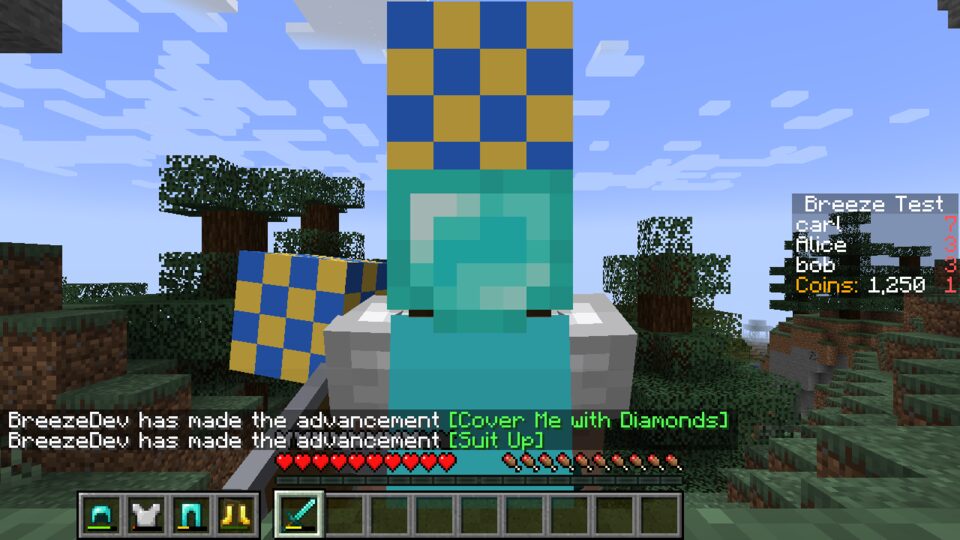 Breeze Test
carl 7
Alice 3
bob 3
Coins: 1,250 1
BreezeDev has made the advancement [Cover Me with Diamonds]
BreezeDev has made the advancement [Suit Up]